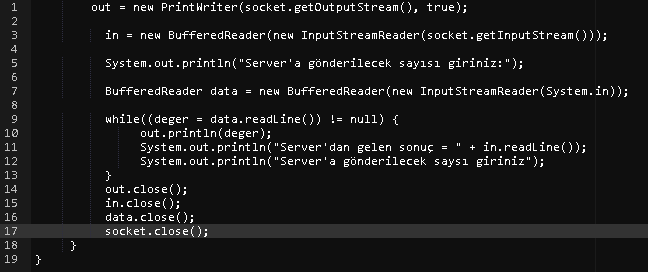 1 out = new PrintWriter(socket.getOutputStream(), true);
2
3 in = new BufferedReader(new InputStreamReader(socket.getInputStream()));
4
5 System.out.println("Server'a gönderilecek sayısı giriniz:");
6
7 BufferedReader data = new BufferedReader(new InputStreamReader(System.in));
8
9 while((deger = data.readLine()) != null) {
10 out.println(deger);
11 System.out.println("Server'dan gelen sonuç = " + in.readLine());
12 System.out.println("Server'a gönderilecek saysı giriniz");
13 }
14 out.close();
15 in.close();
16 data.close();
17 socket.close();
18 }
19 }